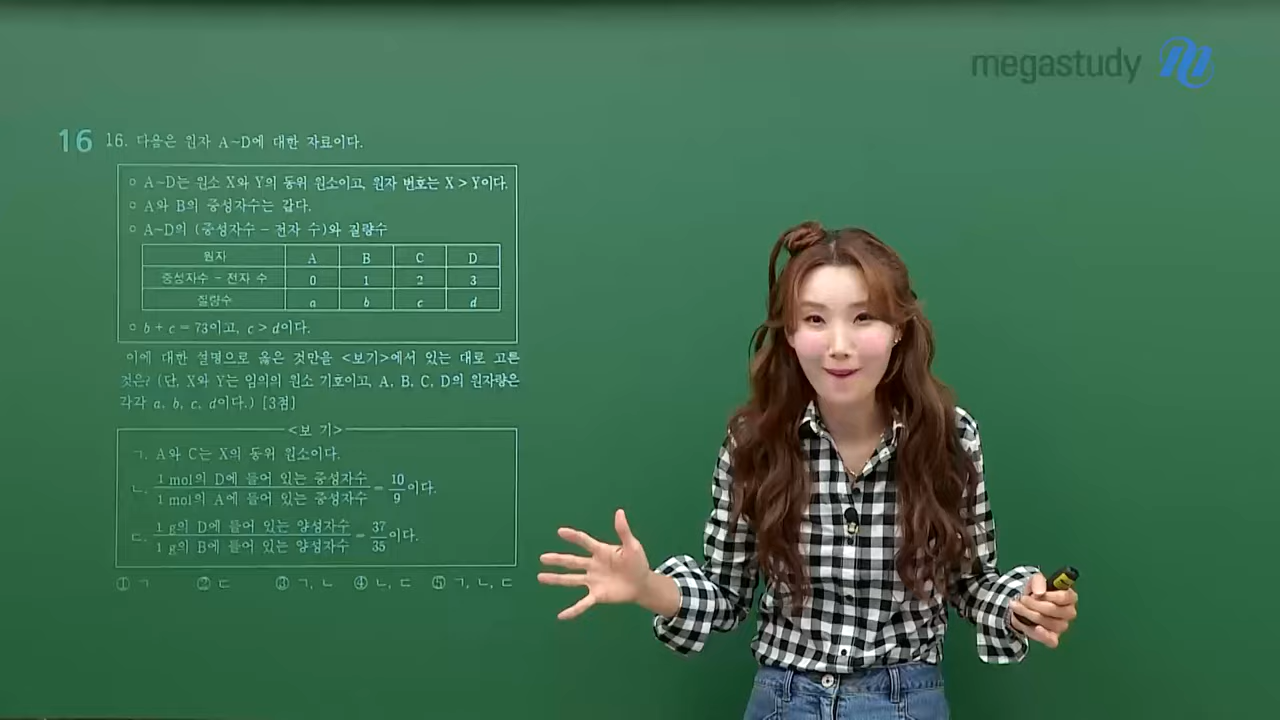 megastudy
16 16. 다음은 원자 A~D에 대한 자료이다.
○ A~D는 원소 X와 Y의 동위 원소이고, 원자 번호는 X > Y이다.
○ A와 B의 중성자수는 같다.
○ A~D의 (중성자수 - 전자 수)와 질량수
원자 A B C D
중성자수 - 전자 수 0 1 2 3
질량수 a b c d
○ b + c = 73이고, c > d이다.
이에 대한 설명으로 옳은 것만을 <보기>에서 있는 대로 고른
것은? (단, X와 Y는 임의의 원소 기호이고, A, B, C, D의 원자량은
각각 a, b, c, d이다.) [3점]
<보 기>
ㄱ. A와 C는 X의 동위 원소이다.
ㄴ. 1 mol의 D에 들어 있는 중성자수 / 1 mol의 A에 들어 있는 중성자수 = 10/9이다.
ㄷ. 1 g의 D에 들어 있는 양성자수 / 1 g의 B에 들어 있는 양성자수 = 37/35이다.
① ㄱ ② ㄷ ③ ㄱ, ㄴ ④ ㄴ, ㄷ ⑤ ㄱ, ㄴ, ㄷ